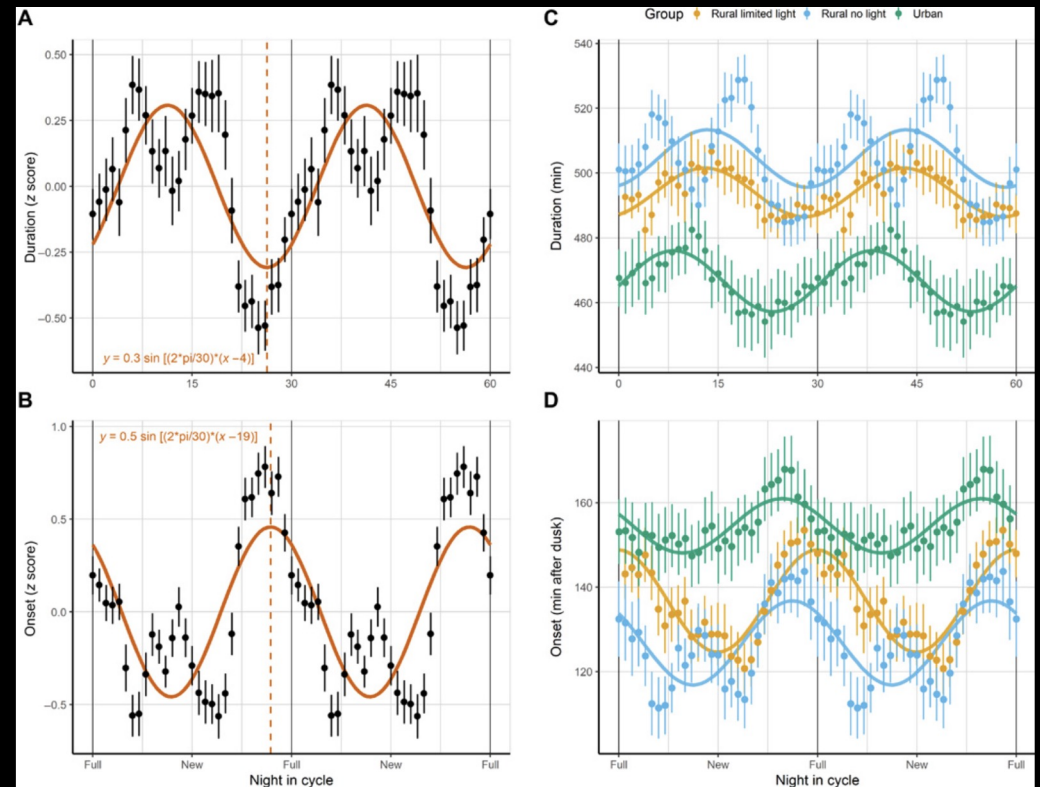 A
0.50
0.25
0.00
−0.25
−0.50
Duration (z score)
y = 0.3 sin [(2*pi/30)*(x −4)]
0 15 30 45 60
C
Group Rural limited light Rural no light Urban
540
520
500
480
460
440
Duration (min)
0 15 30 45 60
B
1.0
0.5
0.0
−0.5
Onset (z score)
y = 0.5 sin [(2*pi/30)*(x −19)]
Full New Full New Full
Night in cycle
D
160
140
120
Onset (min after dusk)
Full New Full New Full
Night in cycle